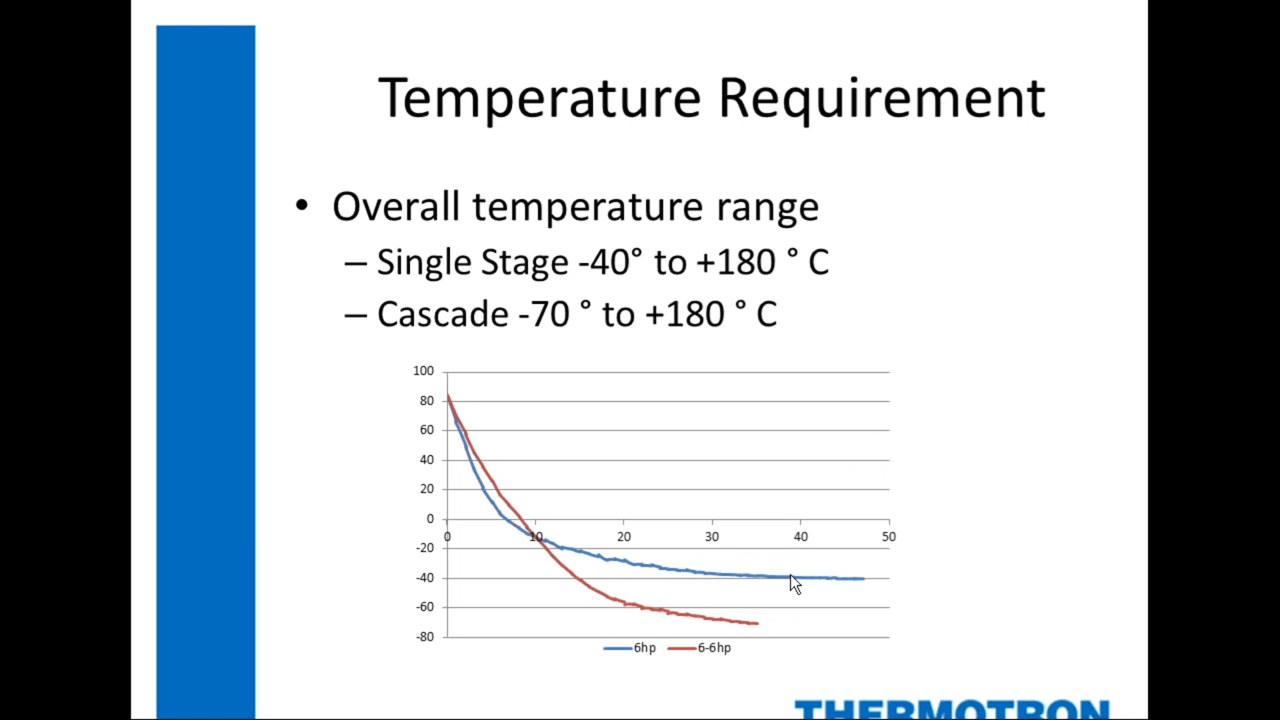 Temperature Requirement
• Overall temperature range
– Single Stage -40° to +180 ° C
– Cascade -70 ° to +180 ° C
100
80
60
40
20
0
-20
-40
-60
-80
0 10 20 30 40 50
6hp 6-6hp
THERMOTRON